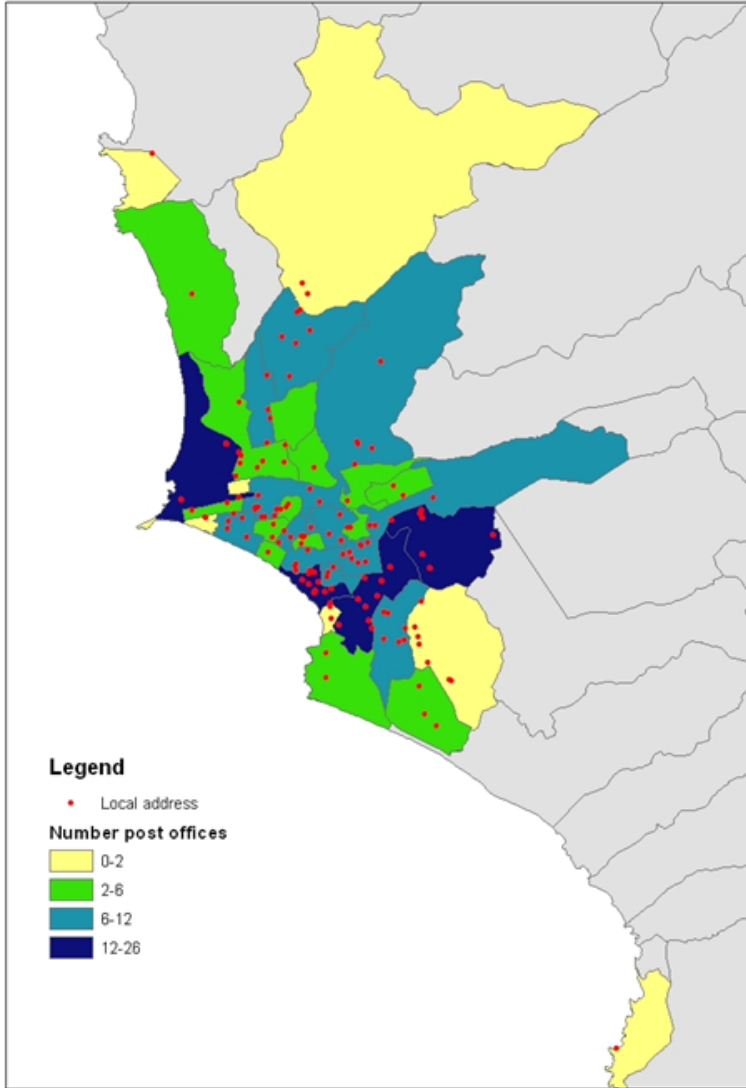 Legend
Local address
Number post offices
0-2
2-6
6-12
12-26